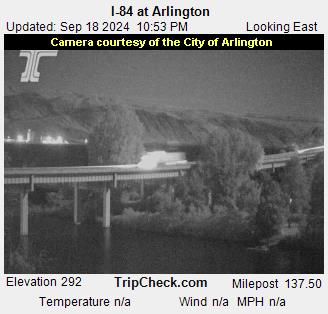 I-84 at Arlington
Updated: Sep 18 2024 10:53 PM Looking East
Camera courtesy of the City of Arlington
Elevation 292 TripCheck.com Milepost 137.50
Temperature n/a Wind n/a MPH n/a